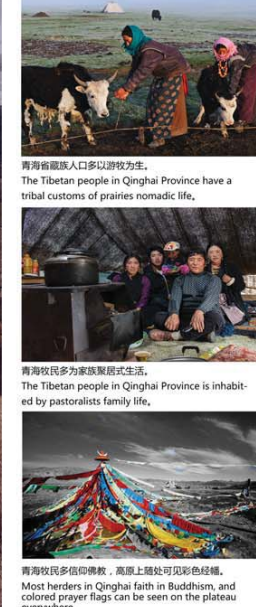 青海省藏族人口多以游牧为生。
The Tibetan people in Qinghai Province have a
tribal customs of prairies nomadic life。
青海牧民多为家族聚居式生活。
The Tibetan people in Qinghai Province is inhabit-
ed by pastoralists family life。
青海牧民多信仰佛教，高原上随处可见彩色经幡。
Most herders in Qinghai faith in Buddhism, and
colored prayer flags can be seen on the plateau
everywhere